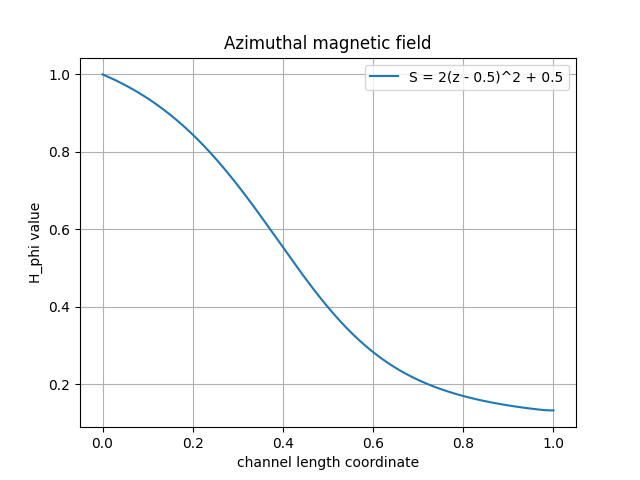 Azimuthal magnetic field
S = 2(z - 0.5)^2 + 0.5
H_phi value
1.0
0.8
0.6
0.4
0.2
0.0 0.2 0.4 0.6 0.8 1.0
channel length coordinate